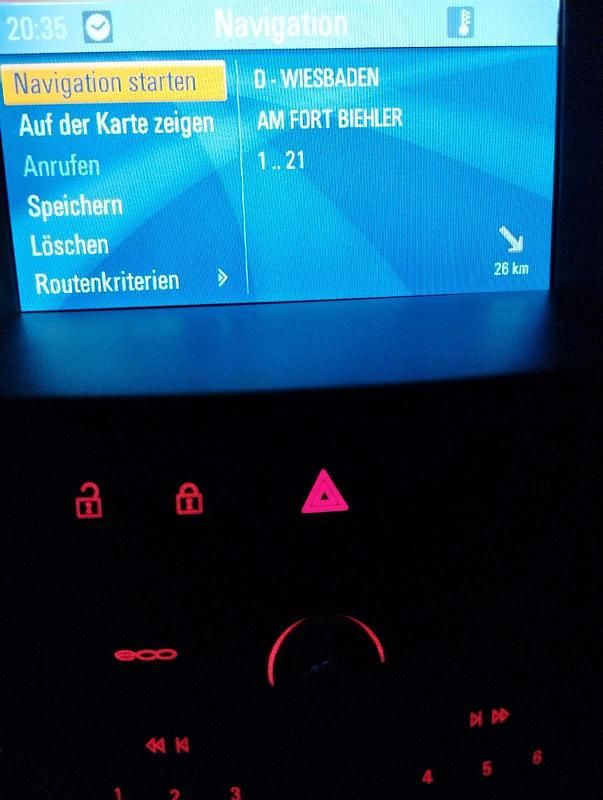 20:35 Navigation
Navigation starten
Auf der Karte zeigen
Anrufen
Speichern
Löschen
Routenkriterien
D - WIESBADEN
AM FORT BIEHLER
1 .. 21
26 km
1 2 3 4 5 6